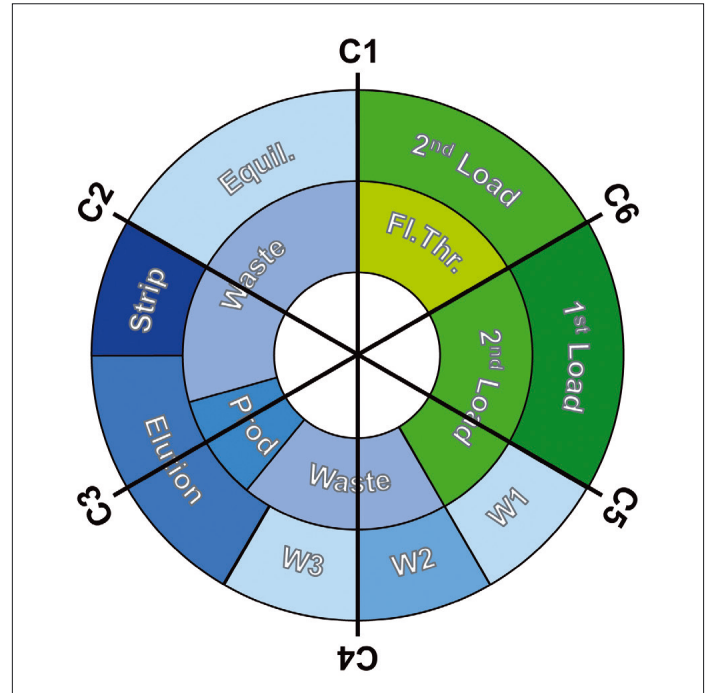 C1
C2
Equil.
2nd Load
C6
Fl.Thr.
Waste
Strip
1st Load
2nd Load
Prod
Elution
Waste
W1
C3
C5
W3
W2
C4